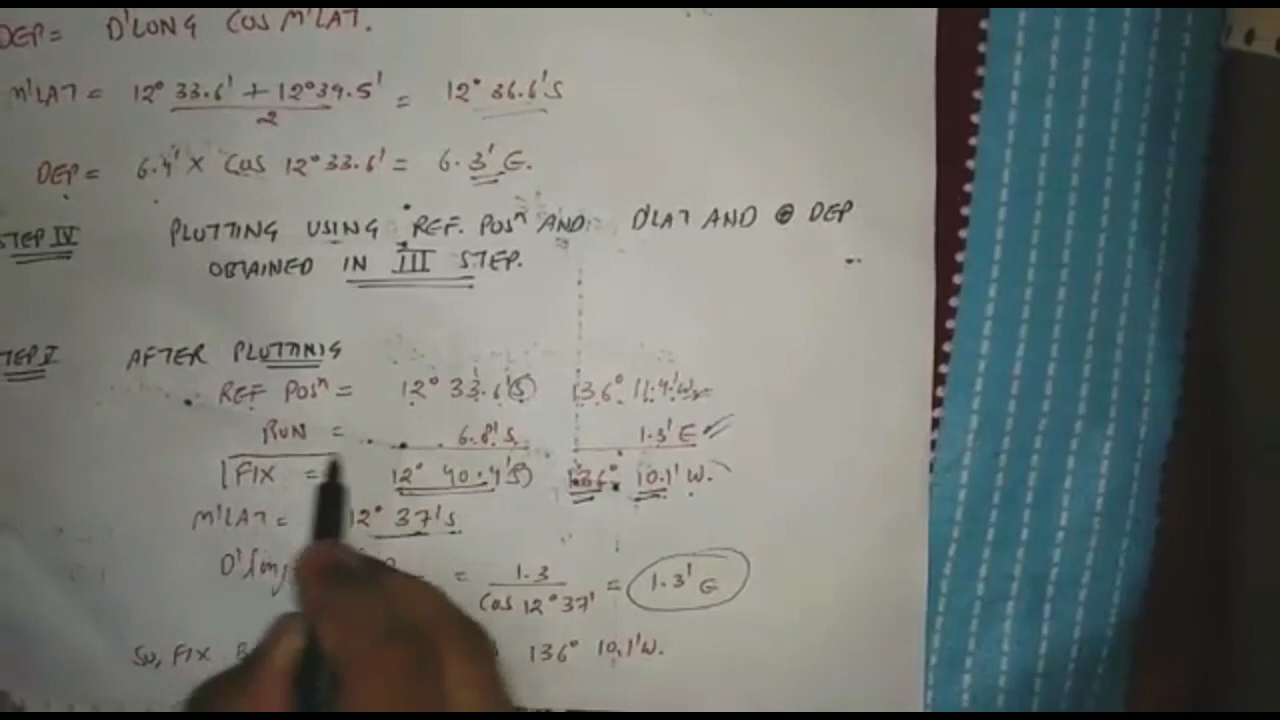 DEP = D'LONG COS M'LAT.
M'LAT = 12° 33.6' + 12° 39.5' / 2 = 12° 36.6' S
DEP = 6.4' × COS 12° 33.6' = 6.3' E.
STEP IV PLOTTING USING REF. POSⁿ AND D'LAT AND DEP
OBTAINED IN III STEP.
TEP V AFTER PLOTTING
REF POSⁿ = 12° 33.6' S 136° 11.4' W
RUN = 6.8' S 1.3' E
FIX = 12° 40.4' S 136° 10.1' W.
M'LAT = 12° 37' S
D'long = 1.3 / COS 12° 37' = 1.3' E
SO, FIX 136° 10.1' W.